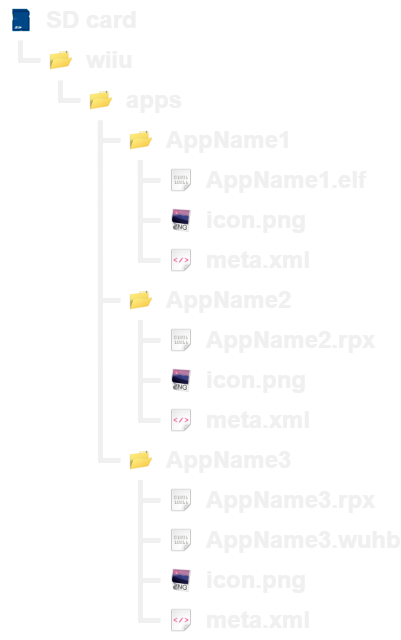 SD card
wiiu
apps
AppName1
AppName1.elf
icon.png
meta.xml
AppName2
AppName2.rpx
icon.png
meta.xml
AppName3
AppName3.rpx
AppName3.wuhb
icon.png
meta.xml